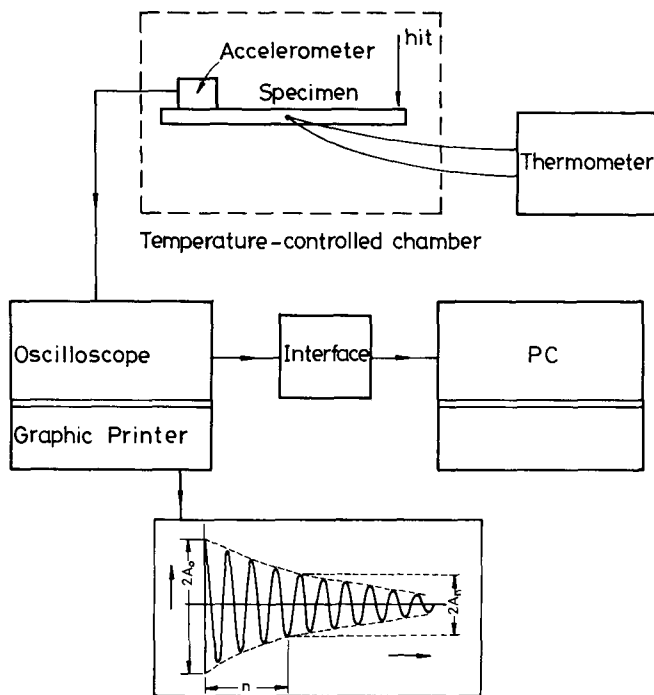 Accelerometer
hit
Specimen
Thermometer
Temperature-controlled chamber
Oscilloscope
Interface
PC
Graphic Printer
2A₀
2Aₙ
n